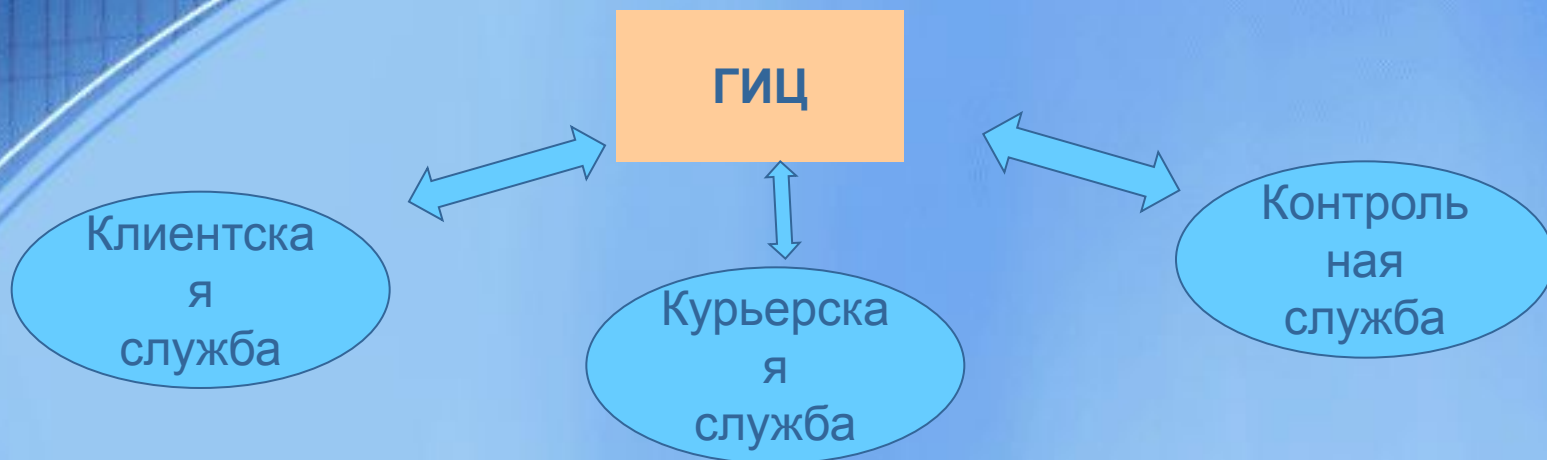 ГИЦ
Клиентска
я
служба
Курьерска
я
служба
Контроль
ная
служба